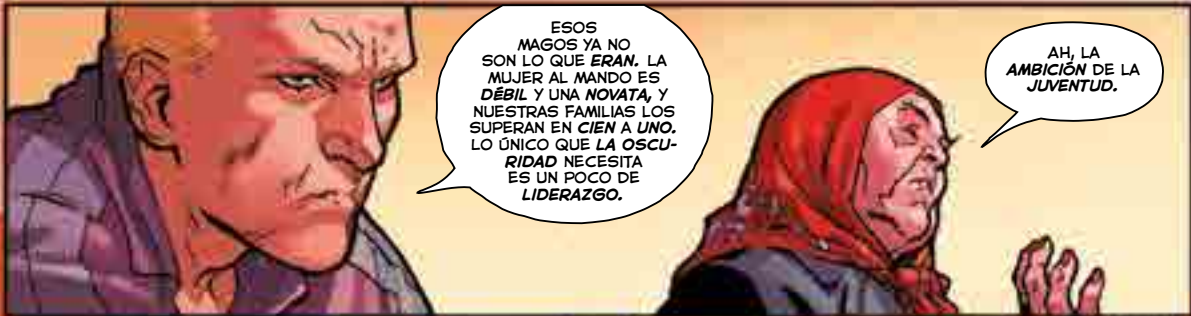 ESOS
MAGOS YA NO
SON LO QUE ERAN. LA
MUJER AL MANDO ES
DÉBIL Y UNA NOVATA, Y
NUESTRAS FAMILIAS LOS
SUPERAN EN CIEN A UNO.
LO ÚNICO QUE LA OSCU-
RIDAD NECESITA
ES UN POCO DE
LIDERAZGO.
AH, LA
AMBICIÓN DE LA
JUVENTUD.